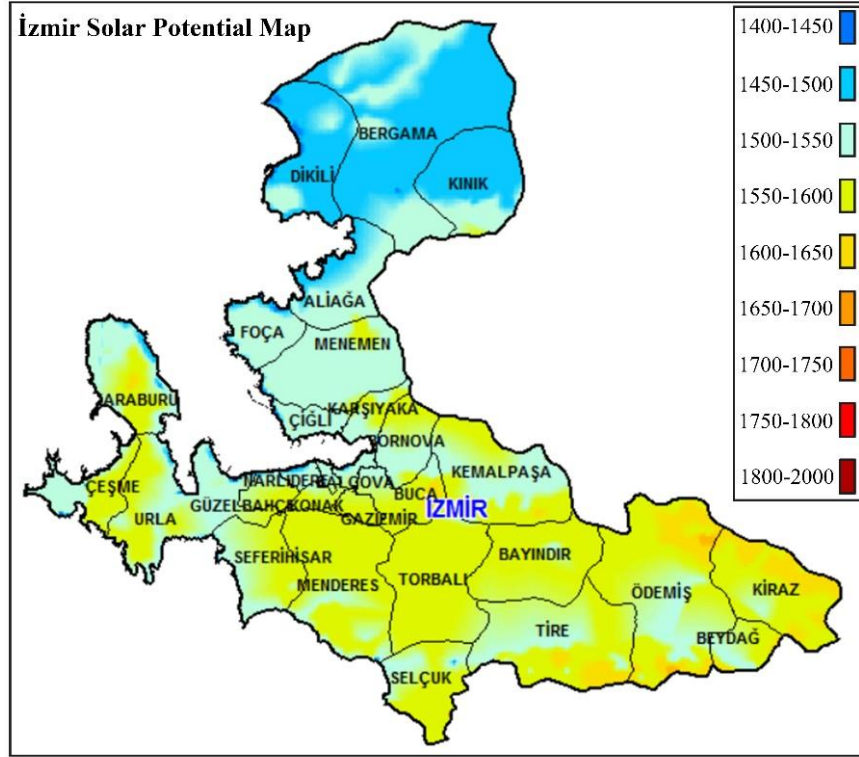 İzmir Solar Potential Map
1400-1450
1450-1500
1500-1550
1550-1600
1600-1650
1650-1700
1700-1750
1750-1800
1800-2000
BERGAMA
DİKİLİ
KINIK
ALİAĞA
FOÇA
MENEMEN
ARABURU
ÇİĞLİ
KARŞIYAKA
BORNOVA
KEMALPAŞA
ÇEŞME
NARLIDERE
BALÇOVA
BUCA
URLA
GÜZELBAHÇE
KONAK
GAZİEMİR
İZMİR
SEFERİHİSAR
MENDERES
TORBALI
BAYINDIR
ÖDEMİŞ
KİRAZ
TİRE
BEYDAĞ
SELÇUK